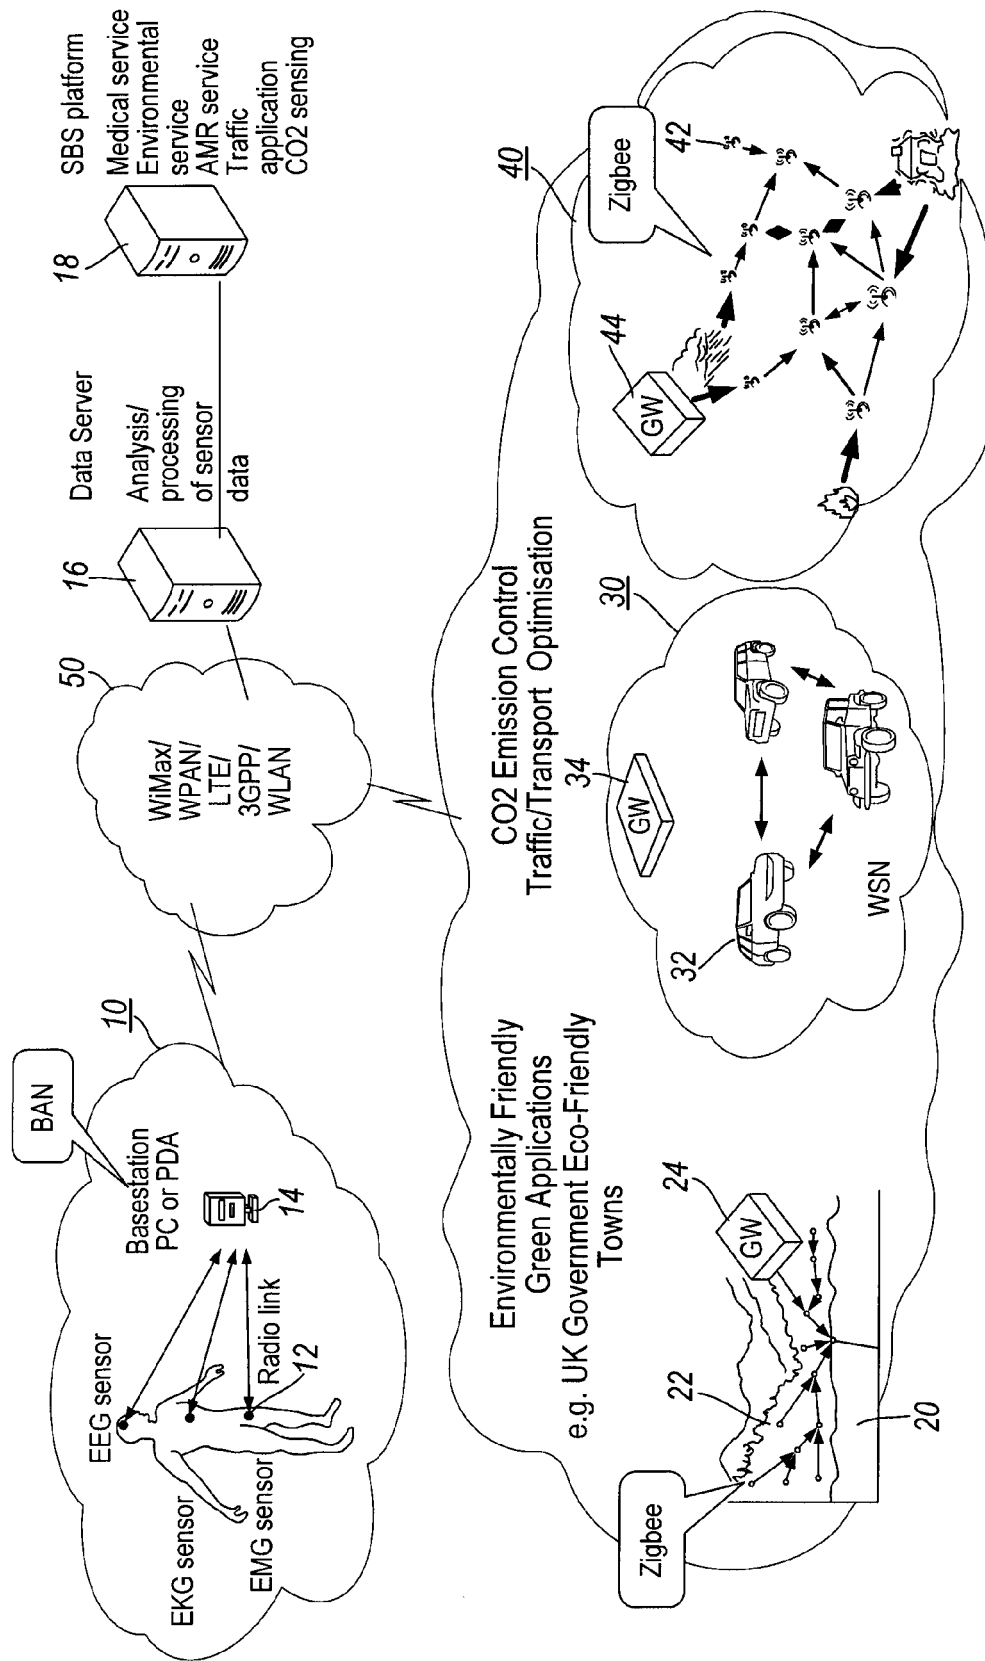 BAN
10
Basestation
PC or PDA
14
EEG sensor
EKG sensor
EMG sensor
Radio link
12
50
WiMax/
WPAN/
LTE/
3GPP/
WLAN
16
Data Server
Analysis/
processing
of sensor
data
18
SBS platform
Medical service
Environmental
service
AMR service
Traffic
application
CO2 sensing
Environmentally Friendly
Green Applications
e.g. UK Government Eco-Friendly
Towns
Zigbee
22
24
GW
20
CO2 Emission Control
Traffic/Transport Optimisation
30
34
GW
32
WSN
40
Zigbee
42
44
GW